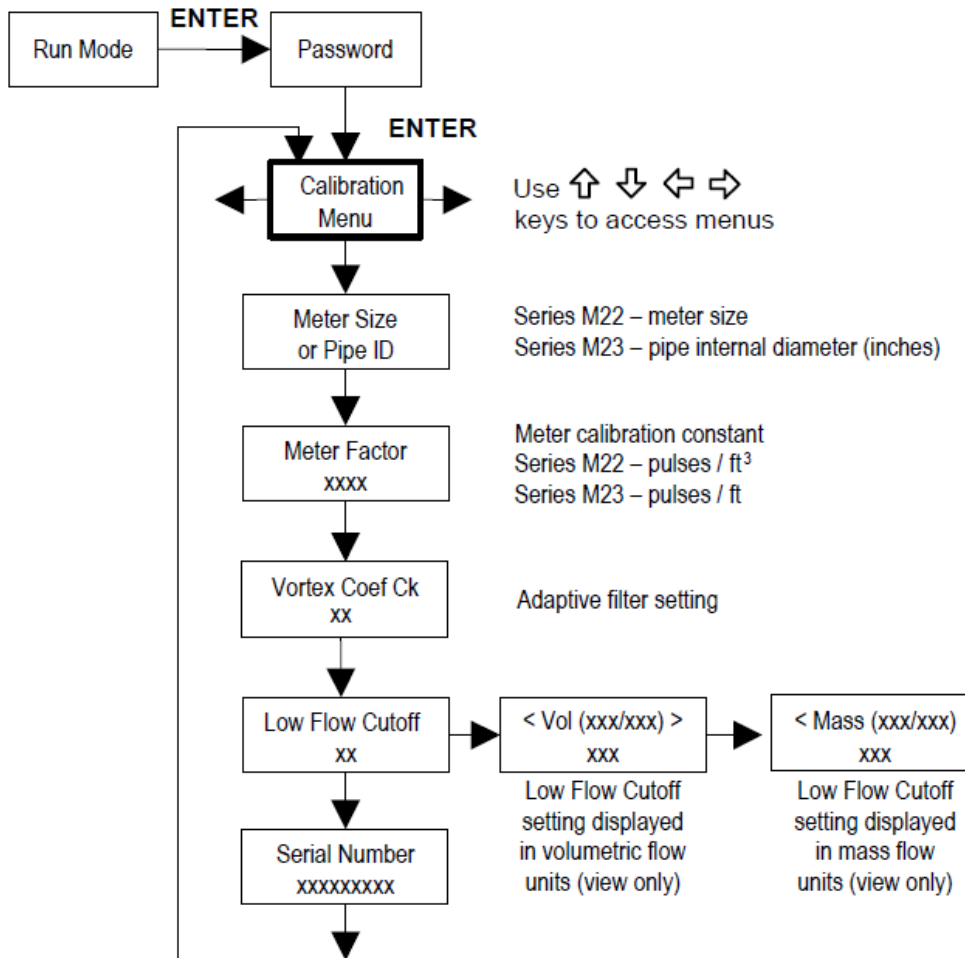 ENTER
Run Mode
Password
ENTER
Calibration
Menu
Use ⇧ ⇩ ⇦ ⇨
keys to access menus
Meter Size
or Pipe ID
Series M22 – meter size
Series M23 – pipe internal diameter (inches)
Meter Factor
xxxx
Meter calibration constant
Series M22 – pulses / ft³
Series M23 – pulses / ft
Vortex Coef Ck
xx
Adaptive filter setting
Low Flow Cutoff
xx
< Vol (xxx/xxx) >
xxx
< Mass (xxx/xxx)
xxx
Low Flow Cutoff
setting displayed
in volumetric flow
units (view only)
Low Flow Cutoff
setting displayed
in mass flow
units (view only)
Serial Number
xxxxxxxxx